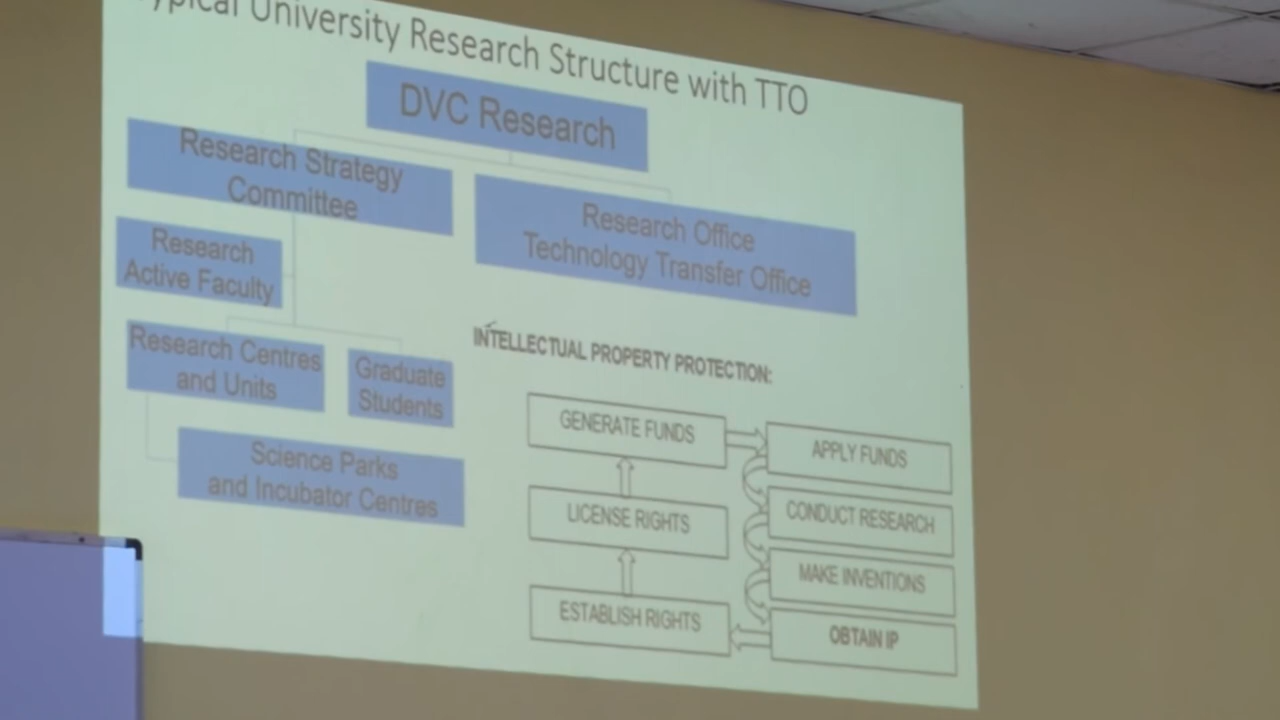 Typical University Research Structure with TTO
DVC Research
Research Strategy
Committee
Research Office
Technology Transfer Office
Research
Active Faculty
Research Centres
and Units
Graduate
Students
Science Parks
and Incubator Centres
INTELLECTUAL PROPERTY PROTECTION:
GENERATE FUNDS
APPLY FUNDS
LICENSE RIGHTS
CONDUCT RESEARCH
MAKE INVENTIONS
ESTABLISH RIGHTS
OBTAIN IP